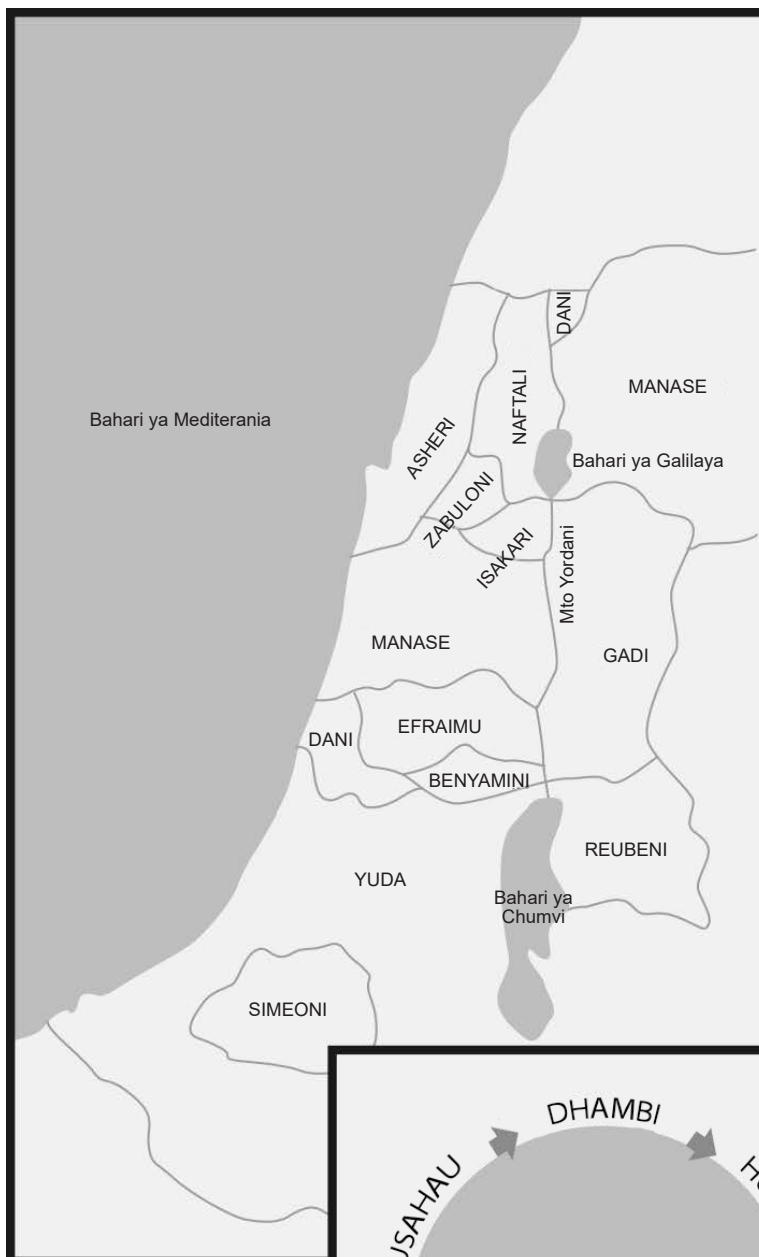 DANI
MANASE
NAFTALI
Bahari ya Mediterania
ASHERI
Bahari ya Galilaya
ZABULONI
ISAKARI
Mto Yordani
MANASE
GADI
EFRAIMU
DANI
BENYAMINI
REUBENI
YUDA
Bahari ya
Chumvi
SIMEONI
DHAMBI